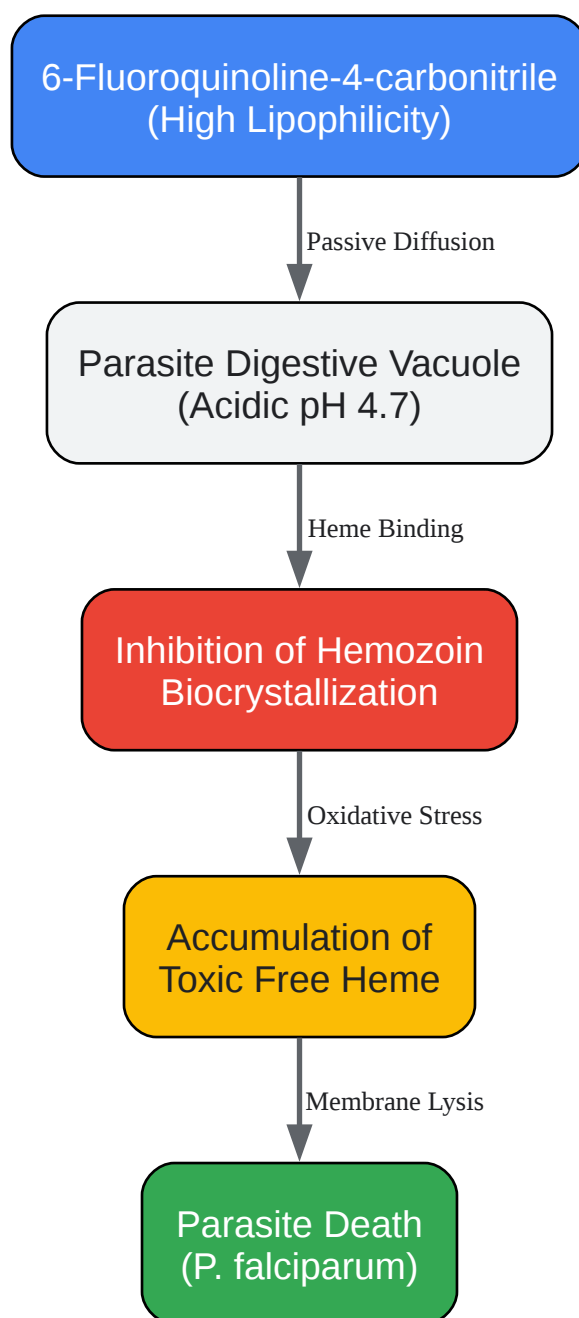 6-Fluoroquinoline-4-carbonitrile
(High Lipophilicity)
Passive Diffusion
Parasite Digestive Vacuole
(Acidic pH 4.7)
Heme Binding
Inhibition of Hemozoin
Biocrystallization
Oxidative Stress
Accumulation of
Toxic Free Heme
Membrane Lysis
Parasite Death
(P. falciparum)